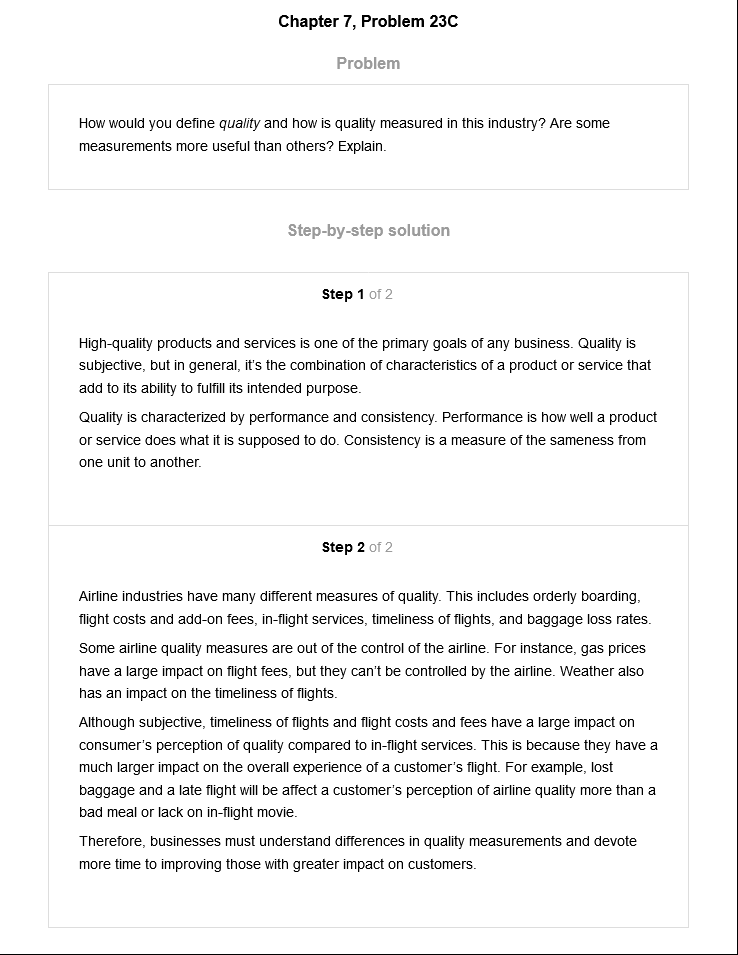 Chapter 7, Problem 23C
Problem
How would you define quality and how is quality measured in this industry? Are some
measurements more useful than others? Explain.
Step-by-step solution
Step 1 of 2
High-quality products and services is one of the primary goals of any business. Quality is
subjective, but in general, it's the combination of characteristics of a product or service that
add to its ability to fulfill its intended purpose.
Quality is characterized by performance and consistency. Performance is how well a product
or service does what it is supposed to do. Consistency is a measure of the sameness from
one unit to another.
Step 2 of 2
Airline industries have many different measures of quality. This includes orderly boarding,
flight costs and add-on fees, in-flight services, timeliness of flights, and baggage loss rates.
Some airline quality measures are out of the control of the airline. For instance, gas prices
have a large impact on flight fees, but they can't be controlled by the airline. Weather also
has an impact on the timeliness of flights.
Although subjective, timeliness of flights and flight costs and fees have a large impact on
consumer's perception of quality compared to in-flight services. This is because they have a
much larger impact on the overall experience of a customer's flight. For example, lost
baggage and a late flight will be affect a customer's perception of airline quality more than a
bad meal or lack on in-flight movie.
Therefore, businesses must understand differences in quality measurements and devote
more time to improving those with greater impact on customers.